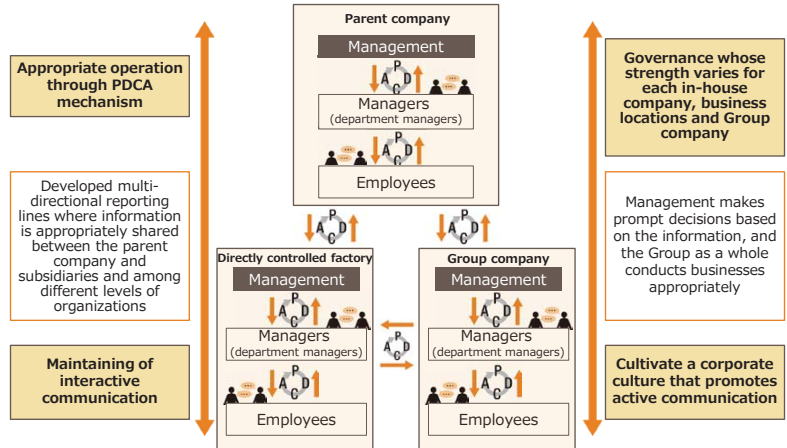 Parent company
Management
P
A D
C
Managers
(department managers)
P
A D
C
Employees
Appropriate operation
through PDCA
mechanism
Developed multi-
directional reporting
lines where information
is appropriately shared
between the parent
company and
subsidiaries and among
different levels of
organizations
Maintaining of
interactive
communication
P
A D
C
P
A D
C
Directly controlled factory
Management
P
A D
C
Managers
(department managers)
P
A D
C
Employees
P
A D
C
Group company
Management
P
A D
C
Managers
(department managers)
P
A D
C
Employees
Governance whose
strength varies for
each in-house
company, business
locations and Group
company
Management makes
prompt decisions based
on the information, and
the Group as a whole
conducts businesses
appropriately
Cultivate a corporate
culture that promotes
active communication